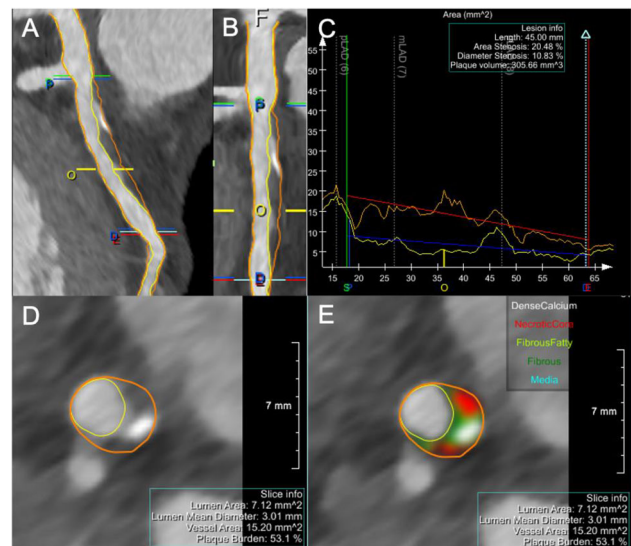 A
B
C
F
Area (mm^2)
Lesion info
Length: 45.00 mm
Area Stenosis: 20.48 %
Diameter Stenosis: 10.83 %
Plaque volume: 305.66 mm^3
pLAD (6)
mLAD (7)
55
50
45
40
35
30
25
20
15
10
5
15
20
25
30
35
40
45
50
55
60
65
S
P
O
D
E
P
O
D
E
O
D
D
E
DenseCalcium
NecroticCore
FibrousFatty
Fibrous
Media
7 mm
7 mm
Slice info
Lumen Area: 7.12 mm^2
Lumen Mean Diameter: 3.01 mm
Vessel Area: 15.20 mm^2
Plaque Burden: 53.1 %
Slice info
Lumen Area: 7.12 mm^2
Lumen Mean Diameter: 3.01 mm
Vessel Area: 15.20 mm^2
Plaque Burden: 53.1 %